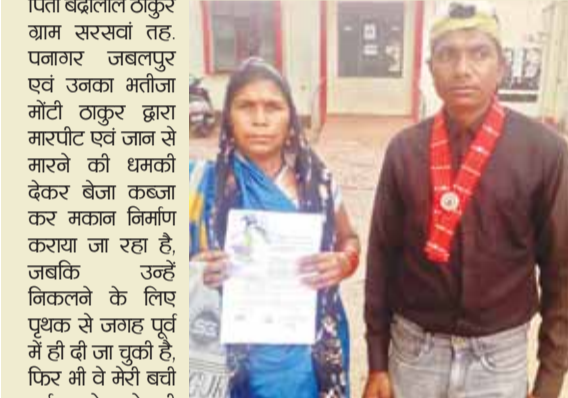 पिता बद्रीलाल ठाकुर
ग्राम सरसवां तह.
पनागर जबलपुर
एवं उनका भतीजा
मोंटी ठाकुर द्वारा
मारपीट एवं जान से
मारने की धमकी
देकर बेजा कब्जा
कर मकान निर्माण
कराया जा रहा है,
जबकि उन्हें
निकलने के लिए
पृथक से जगह पूर्व
में ही दी जा चुकी है,
फिर भी वे मेरी बची